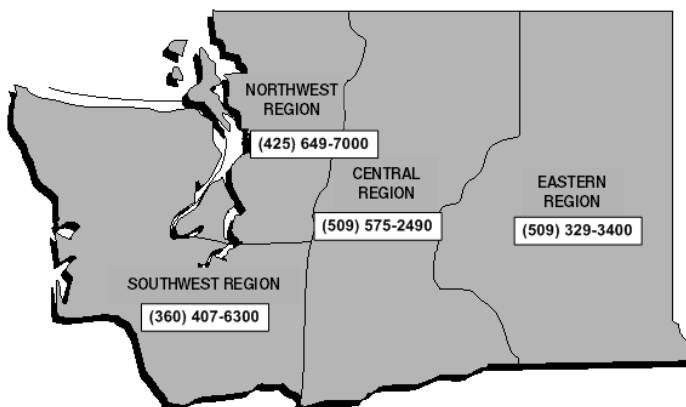 NORTHWEST
REGION
(425) 649-7000
CENTRAL
REGION
(509) 575-2490
EASTERN
REGION
(509) 329-3400
SOUTHWEST REGION
(360) 407-6300